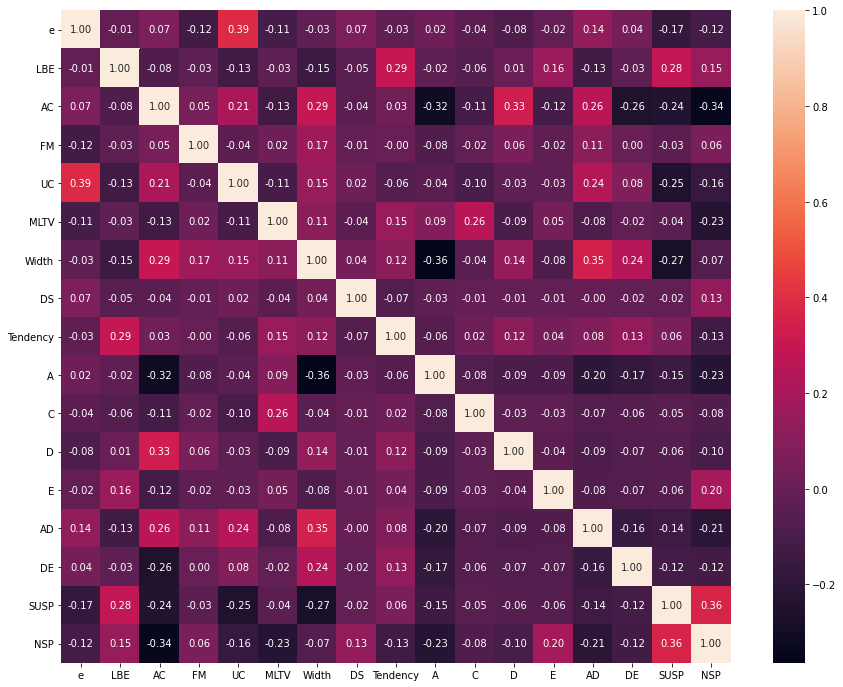 e 1.00 -0.01 0.07 -0.12 0.39 -0.11 -0.03 0.07 -0.03 0.02 -0.04 -0.08 -0.02 0.14 0.04 -0.17 -0.12
LBE -0.01 1.00 -0.08 -0.03 -0.13 -0.03 -0.15 -0.05 0.29 -0.02 -0.06 0.01 0.16 -0.13 -0.03 0.28 0.15
AC 0.07 -0.08 1.00 0.05 0.21 -0.13 0.29 -0.04 0.03 -0.32 -0.11 0.33 -0.12 0.26 -0.26 -0.24 -0.34
FM -0.12 -0.03 0.05 1.00 -0.04 0.02 0.17 -0.01 -0.00 -0.08 -0.02 0.06 -0.02 0.11 0.00 -0.03 0.06
UC 0.39 -0.13 0.21 -0.04 1.00 -0.11 0.15 0.02 -0.06 -0.04 -0.10 -0.03 -0.03 0.24 0.08 -0.25 -0.16
MLTV -0.11 -0.03 -0.13 0.02 -0.11 1.00 0.11 -0.04 0.15 0.09 0.26 -0.09 0.05 -0.08 -0.02 -0.04 -0.23
Width -0.03 -0.15 0.29 0.17 0.15 0.11 1.00 0.04 0.12 -0.36 -0.04 0.14 -0.08 0.35 0.24 -0.27 -0.07
DS 0.07 -0.05 -0.04 -0.01 0.02 -0.04 0.04 1.00 -0.07 -0.03 -0.01 -0.01 -0.01 -0.00 -0.02 -0.02 0.13
Tendency -0.03 0.29 0.03 -0.00 -0.06 0.15 0.12 -0.07 1.00 -0.06 0.02 0.12 0.04 0.08 0.13 0.06 -0.13
A 0.02 -0.02 -0.32 -0.08 -0.04 0.09 -0.36 -0.03 -0.06 1.00 -0.08 -0.09 -0.09 -0.20 -0.17 -0.15 -0.23
C -0.04 -0.06 -0.11 -0.02 -0.10 0.26 -0.04 -0.01 0.02 -0.08 1.00 -0.03 -0.03 -0.07 -0.06 -0.05 -0.08
D -0.08 0.01 0.33 0.06 -0.03 -0.09 0.14 -0.01 0.12 -0.09 -0.03 1.00 -0.04 -0.09 -0.07 -0.06 -0.10
E -0.02 0.16 -0.12 -0.02 -0.03 0.05 -0.08 -0.01 0.04 -0.09 -0.03 -0.04 1.00 -0.08 -0.07 -0.06 0.20
AD 0.14 -0.13 0.26 0.11 0.24 -0.08 0.35 -0.00 0.08 -0.20 -0.07 -0.09 -0.08 1.00 -0.16 -0.14 -0.21
DE 0.04 -0.03 -0.26 0.00 0.08 -0.02 0.24 -0.02 0.13 -0.17 -0.06 -0.07 -0.07 -0.16 1.00 -0.12 -0.12
SUSP -0.17 0.28 -0.24 -0.03 -0.25 -0.04 -0.27 -0.02 0.06 -0.15 -0.05 -0.06 -0.06 -0.14 -0.12 1.00 0.36
NSP -0.12 0.15 -0.34 0.06 -0.16 -0.23 -0.07 0.13 -0.13 -0.23 -0.08 -0.10 0.20 -0.21 -0.12 0.36 1.00
e LBE AC FM UC MLTV Width DS Tendency A C D E AD DE SUSP NSP
1.0
0.8
0.6
0.4
0.2
0.0
-0.2